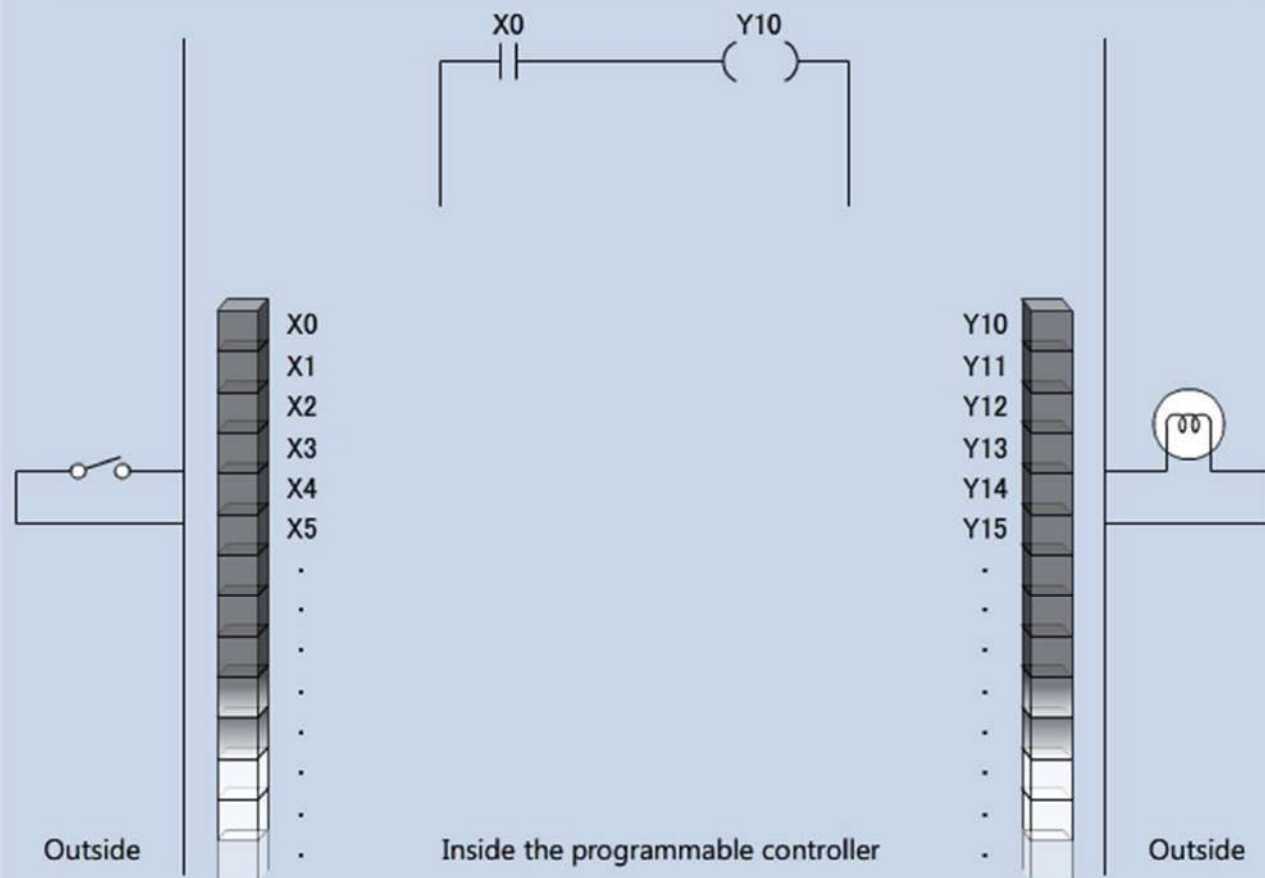 X0 Y10
X0 Y10
X1 Y11
X2 Y12
X3 Y13
X4 Y14
X5 Y15
Outside Inside the programmable controller Outside